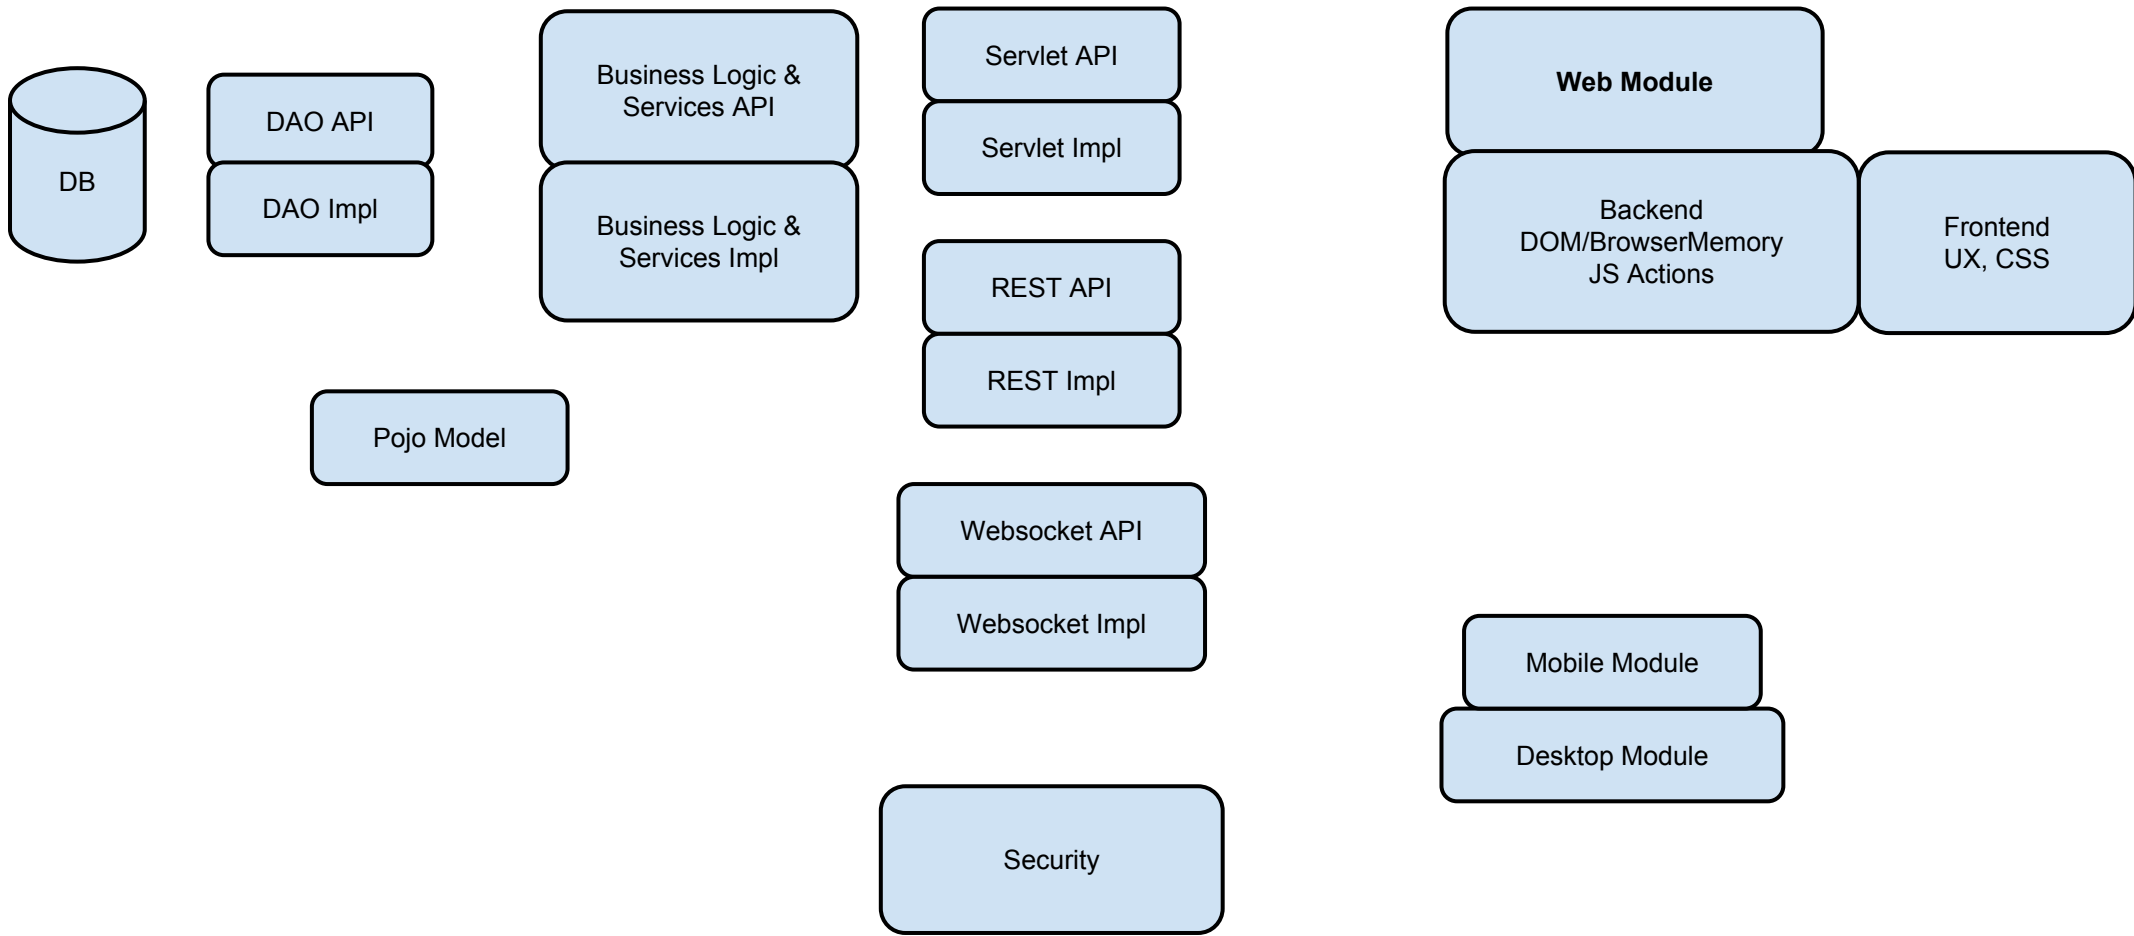 DB
DAO API
DAO Impl
Business Logic &
Services API
Business Logic &
Services Impl
Pojo Model
Servlet API
Servlet Impl
REST API
REST Impl
Websocket API
Websocket Impl
Security
Web Module
Backend
DOM/BrowserMemory
JS Actions
Frontend
UX, CSS
Mobile Module
Desktop Module